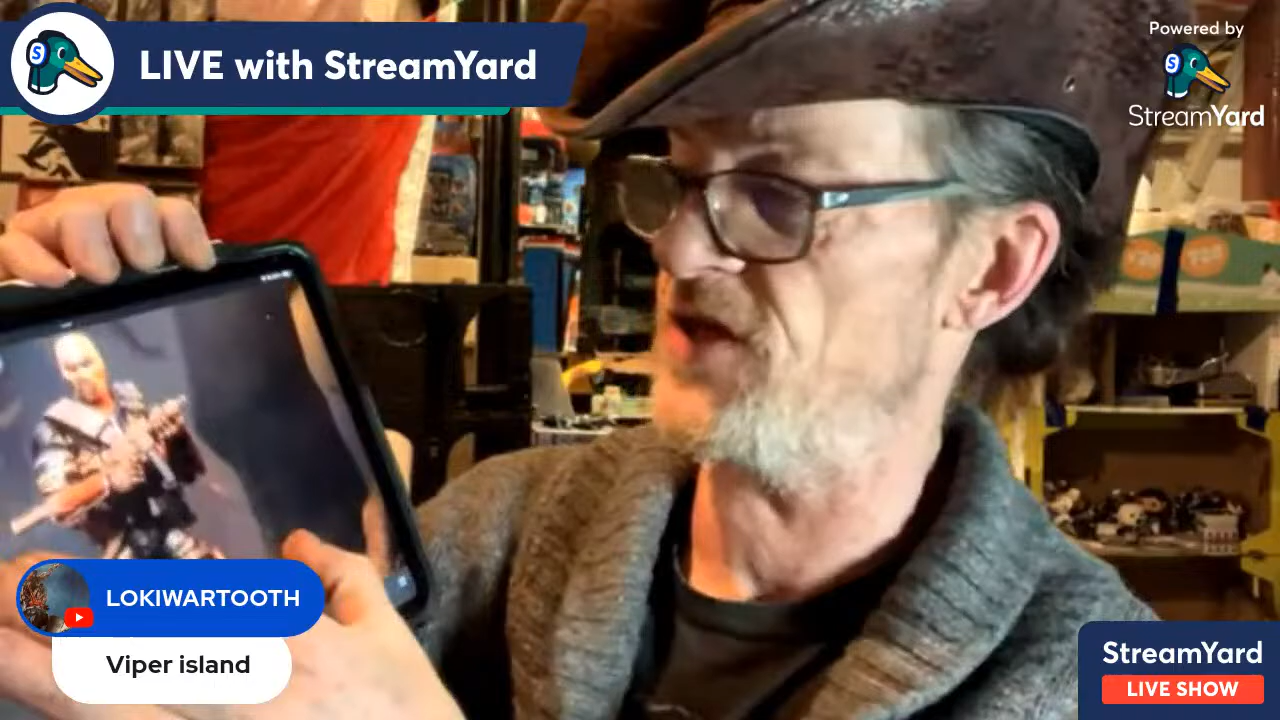 LIVE with StreamYard
Powered by
StreamYard
LOKIWARTOOTH
Viper island
StreamYard
LIVE SHOW